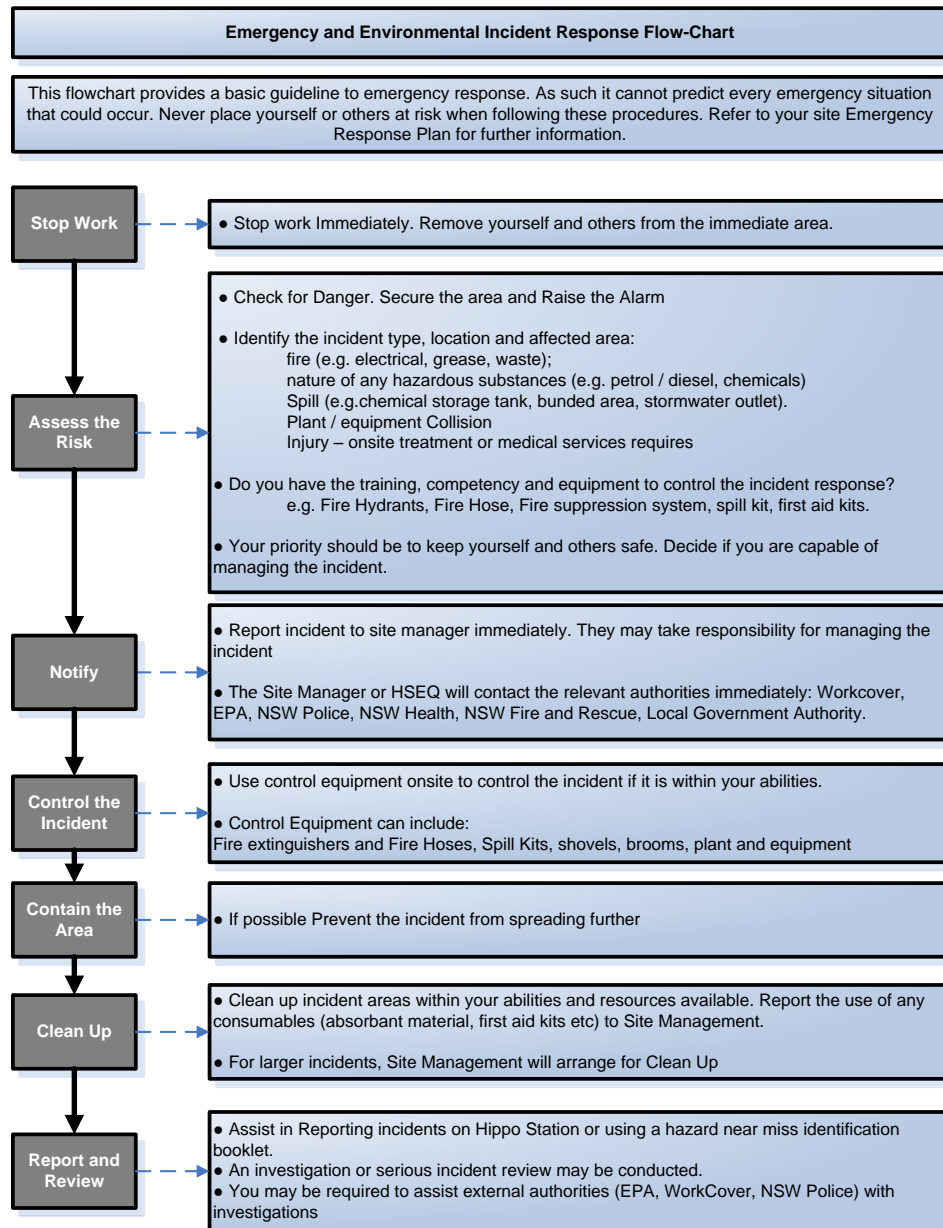 Emergency and Environmental Incident Response Flow-Chart
This flowchart provides a basic guideline to emergency response. As such it cannot predict every emergency situation
that could occur. Never place yourself or others at risk when following these procedures. Refer to your site Emergency
Response Plan for further information.
Stop Work
● Stop work Immediately. Remove yourself and others from the immediate area.
Assess the
Risk
● Check for Danger. Secure the area and Raise the Alarm
● Identify the incident type, location and affected area:
fire (e.g. electrical, grease, waste);
nature of any hazardous substances (e.g. petrol / diesel, chemicals)
Spill (e.g.chemical storage tank, bunded area, stormwater outlet).
Plant / equipment Collision
Injury – onsite treatment or medical services requires
● Do you have the training, competency and equipment to control the incident response?
e.g. Fire Hydrants, Fire Hose, Fire suppression system, spill kit, first aid kits.
● Your priority should be to keep yourself and others safe. Decide if you are capable of
managing the incident.
Notify
● Report incident to site manager immediately. They may take responsibility for managing the
incident
● The Site Manager or HSEQ will contact the relevant authorities immediately: Workcover,
EPA, NSW Police, NSW Health, NSW Fire and Rescue, Local Government Authority.
Control the
Incident
● Use control equipment onsite to control the incident if it is within your abilities.
● Control Equipment can include:
Fire extinguishers and Fire Hoses, Spill Kits, shovels, brooms, plant and equipment
Contain the
Area
● If possible Prevent the incident from spreading further
Clean Up
● Clean up incident areas within your abilities and resources available. Report the use of any
consumables (absorbant material, first aid kits etc) to Site Management.
● For larger incidents, Site Management will arrange for Clean Up
Report and
Review
● Assist in Reporting incidents on Hippo Station or using a hazard near miss identification
booklet.
● An investigation or serious incident review may be conducted.
● You may be required to assist external authorities (EPA, WorkCover, NSW Police) with
investigations